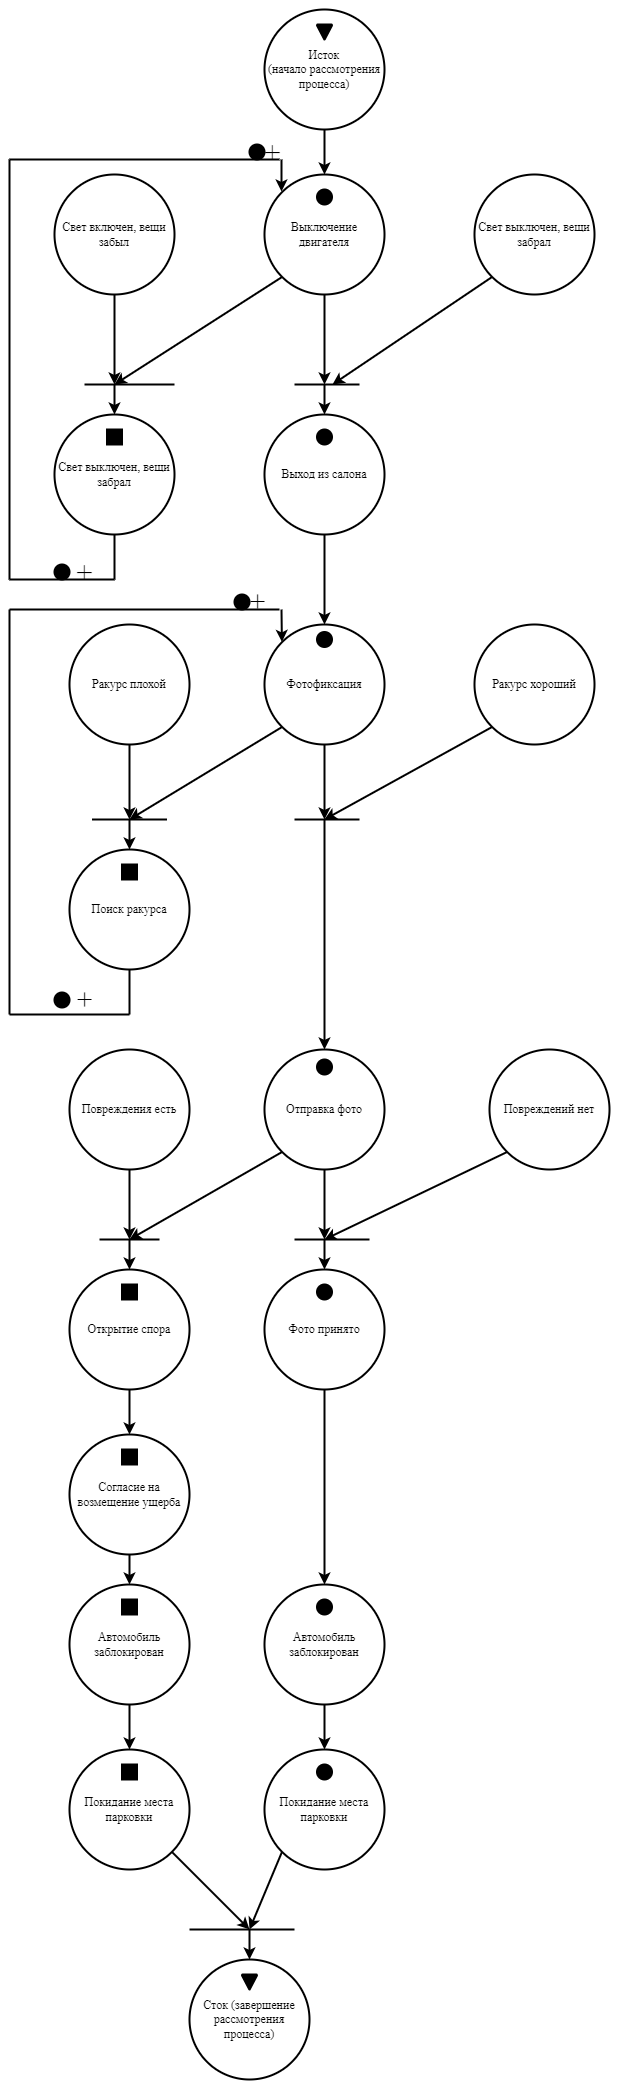 Исток
(начало рассмотрения
процесса)
Свет включен, вещи
забыл
Выключение
двигателя
Свет выключен, вещи
забрал
Свет выключен, вещи
забрал
Выход из салона
Ракурс плохой
Фотофиксация
Ракурс хороший
Поиск ракурса
Повреждения есть
Отправка фото
Повреждений нет
Открытие спора
Фото принято
Согласие на
возмещение ущерба
Автомобиль
заблокирован
Автомобиль
заблокирован
Покидание места
парковки
Покидание места
парковки
Сток (завершение
рассмотрения
процесса)